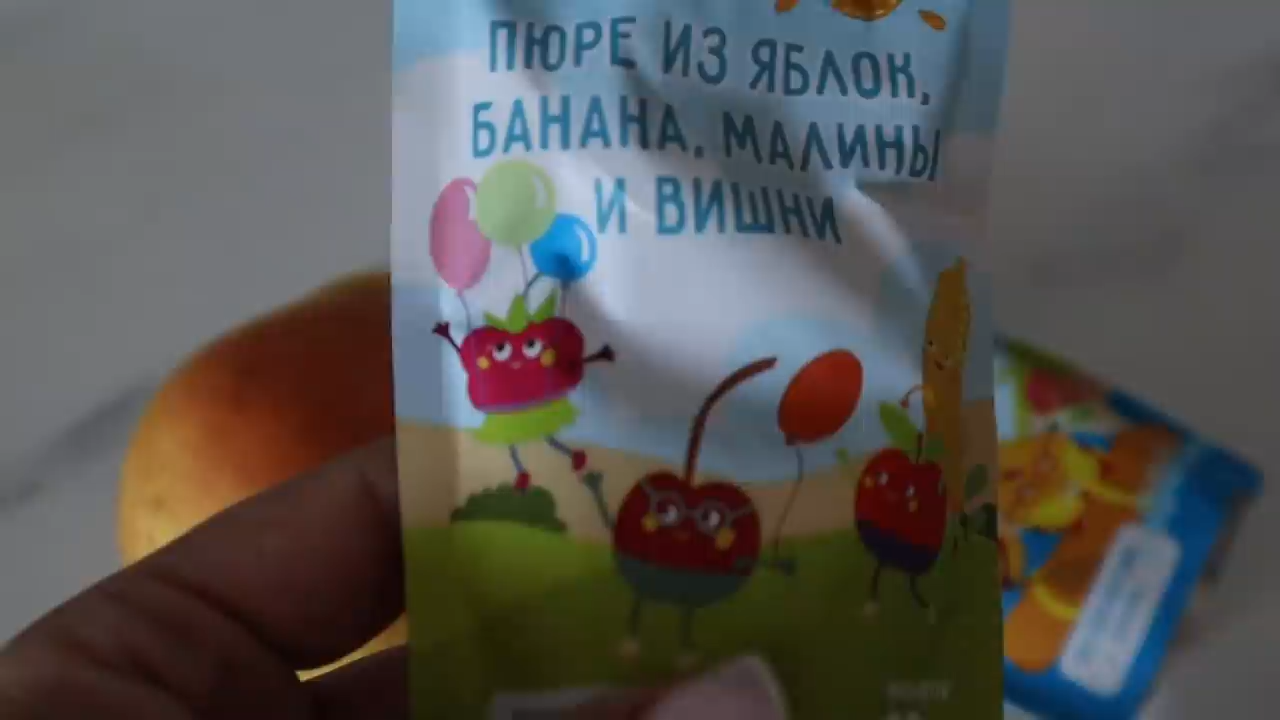 ПЮРЕ ИЗ ЯБЛОК,
БАНАНА, МАЛИНЫ
И ВИШНИ